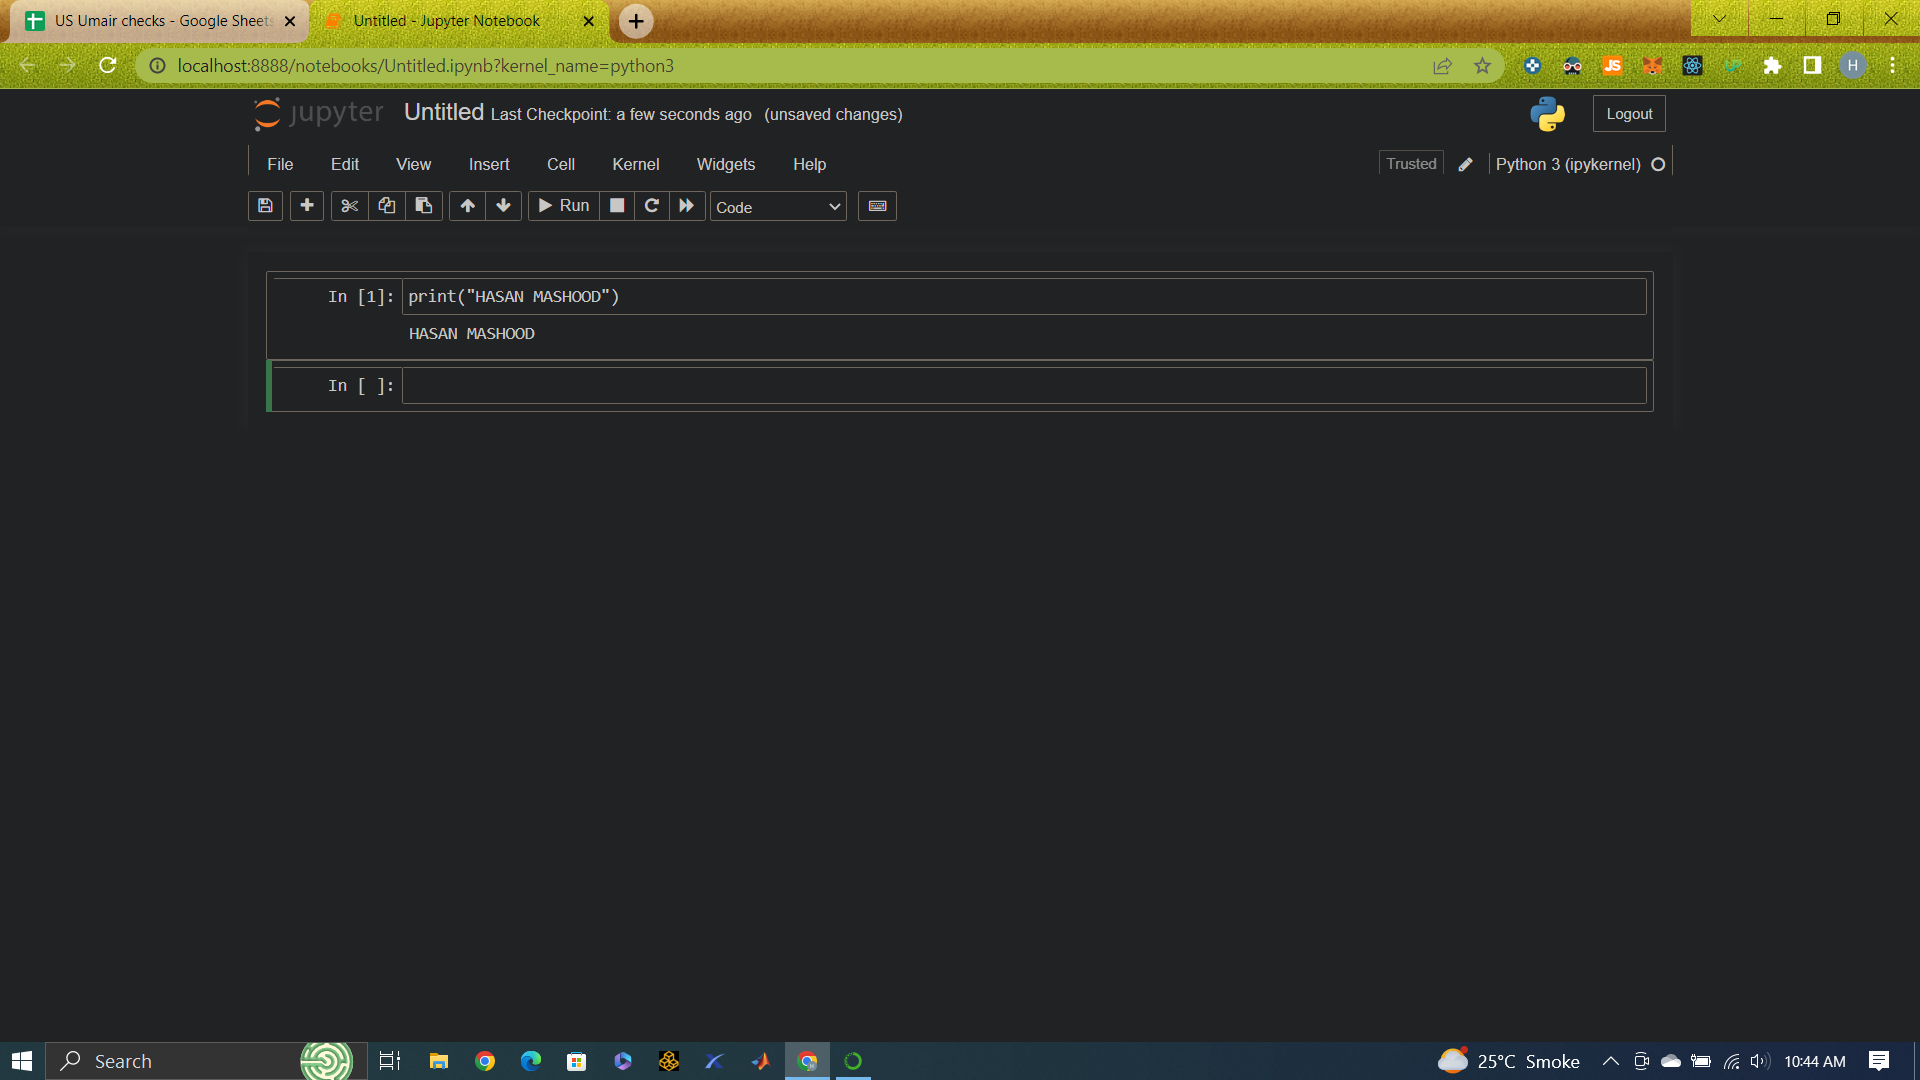 US Umair checks - Google Sheets
Untitled - Jupyter Notebook
localhost:8888/notebooks/Untitled.ipynb?kernel_name=python3
JS
UP
H
jupyter Untitled Last Checkpoint: a few seconds ago (unsaved changes)
Logout
File Edit View Insert Cell Kernel Widgets Help
Trusted
Python 3 (ipykernel)
Run
Code
In [1]: print("HASAN MASHOOD")
HASAN MASHOOD
In [ ]:
Search
25°C Smoke
10:44 AM